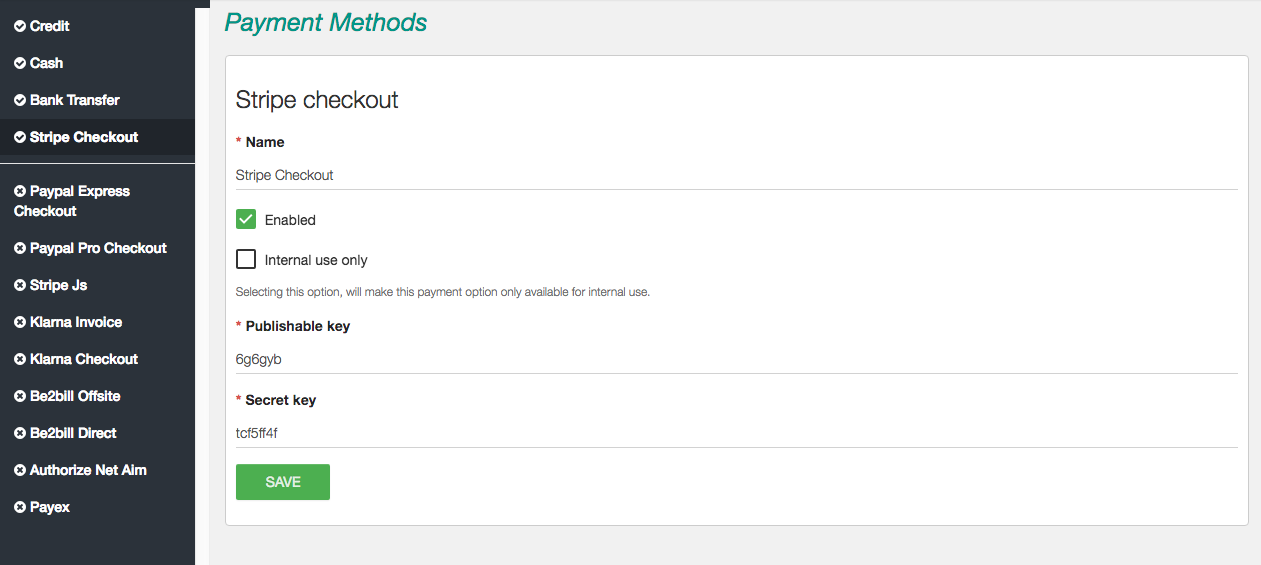 Credit
Cash
Bank Transfer
Stripe Checkout
Paypal Express
Checkout
Paypal Pro Checkout
Stripe Js
Klarna Invoice
Klarna Checkout
Be2bill Offsite
Be2bill Direct
Authorize Net Aim
Payex
Payment Methods
Stripe checkout
* Name
Stripe Checkout
Enabled
Internal use only
Selecting this option, will make this payment option only available for internal use.
* Publishable key
6g6gyb
* Secret key
tcf5ff4f
SAVE